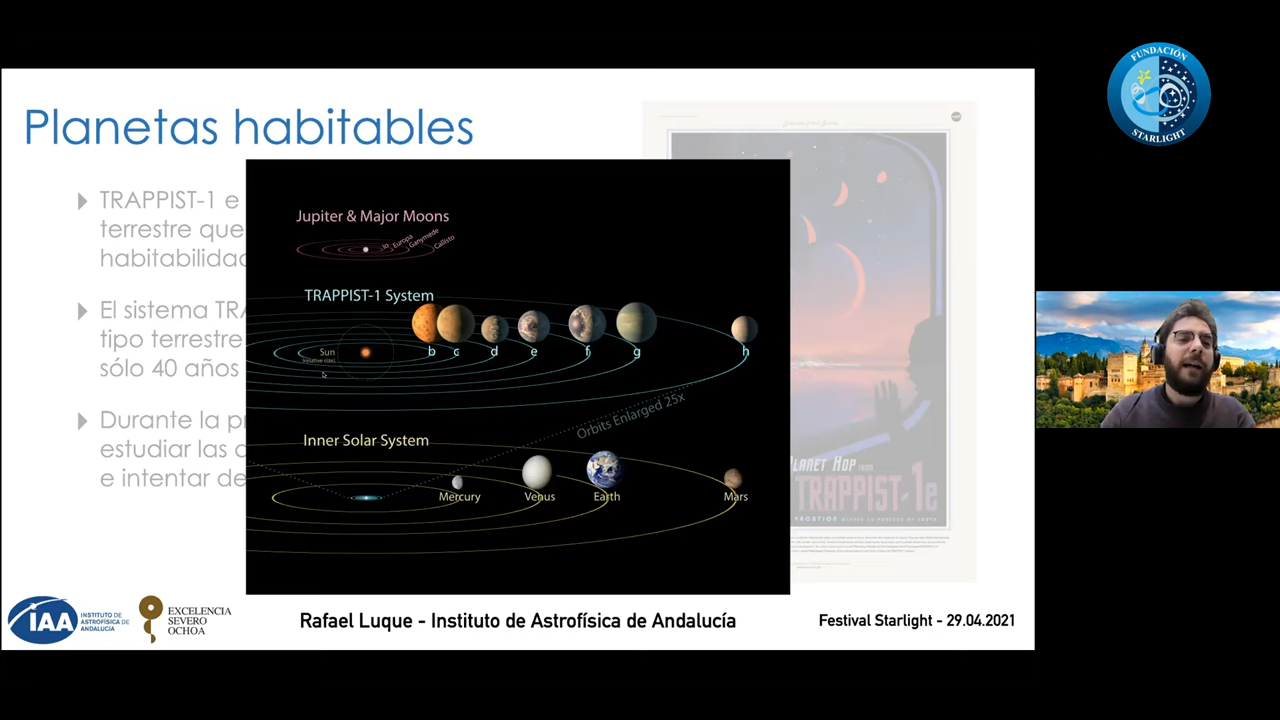 FUNDACIÓN
STARLIGHT
Planetas habitables
TRAPPIST-1 e
terrestre que
habitabilidad
El sistema TRA
tipo terrestre
sólo 40 años
Durante la pr
estudiar las c
e intentar de
Jupiter & Major Moons
Io
Europa
Ganymede
Callisto
TRAPPIST-1 System
Sun
b c d e f g h
Orbits Enlarged 25x
Inner Solar System
Mercury Venus Earth Mars
PLANET HOP FROM
TRAPPIST-1e
IAA
INSTITUTO DE
ASTROFÍSICA DE
ANDALUCÍA
EXCELENCIA
SEVERO
OCHOA
Rafael Luque - Instituto de Astrofísica de Andalucía
Festival Starlight - 29.04.2021